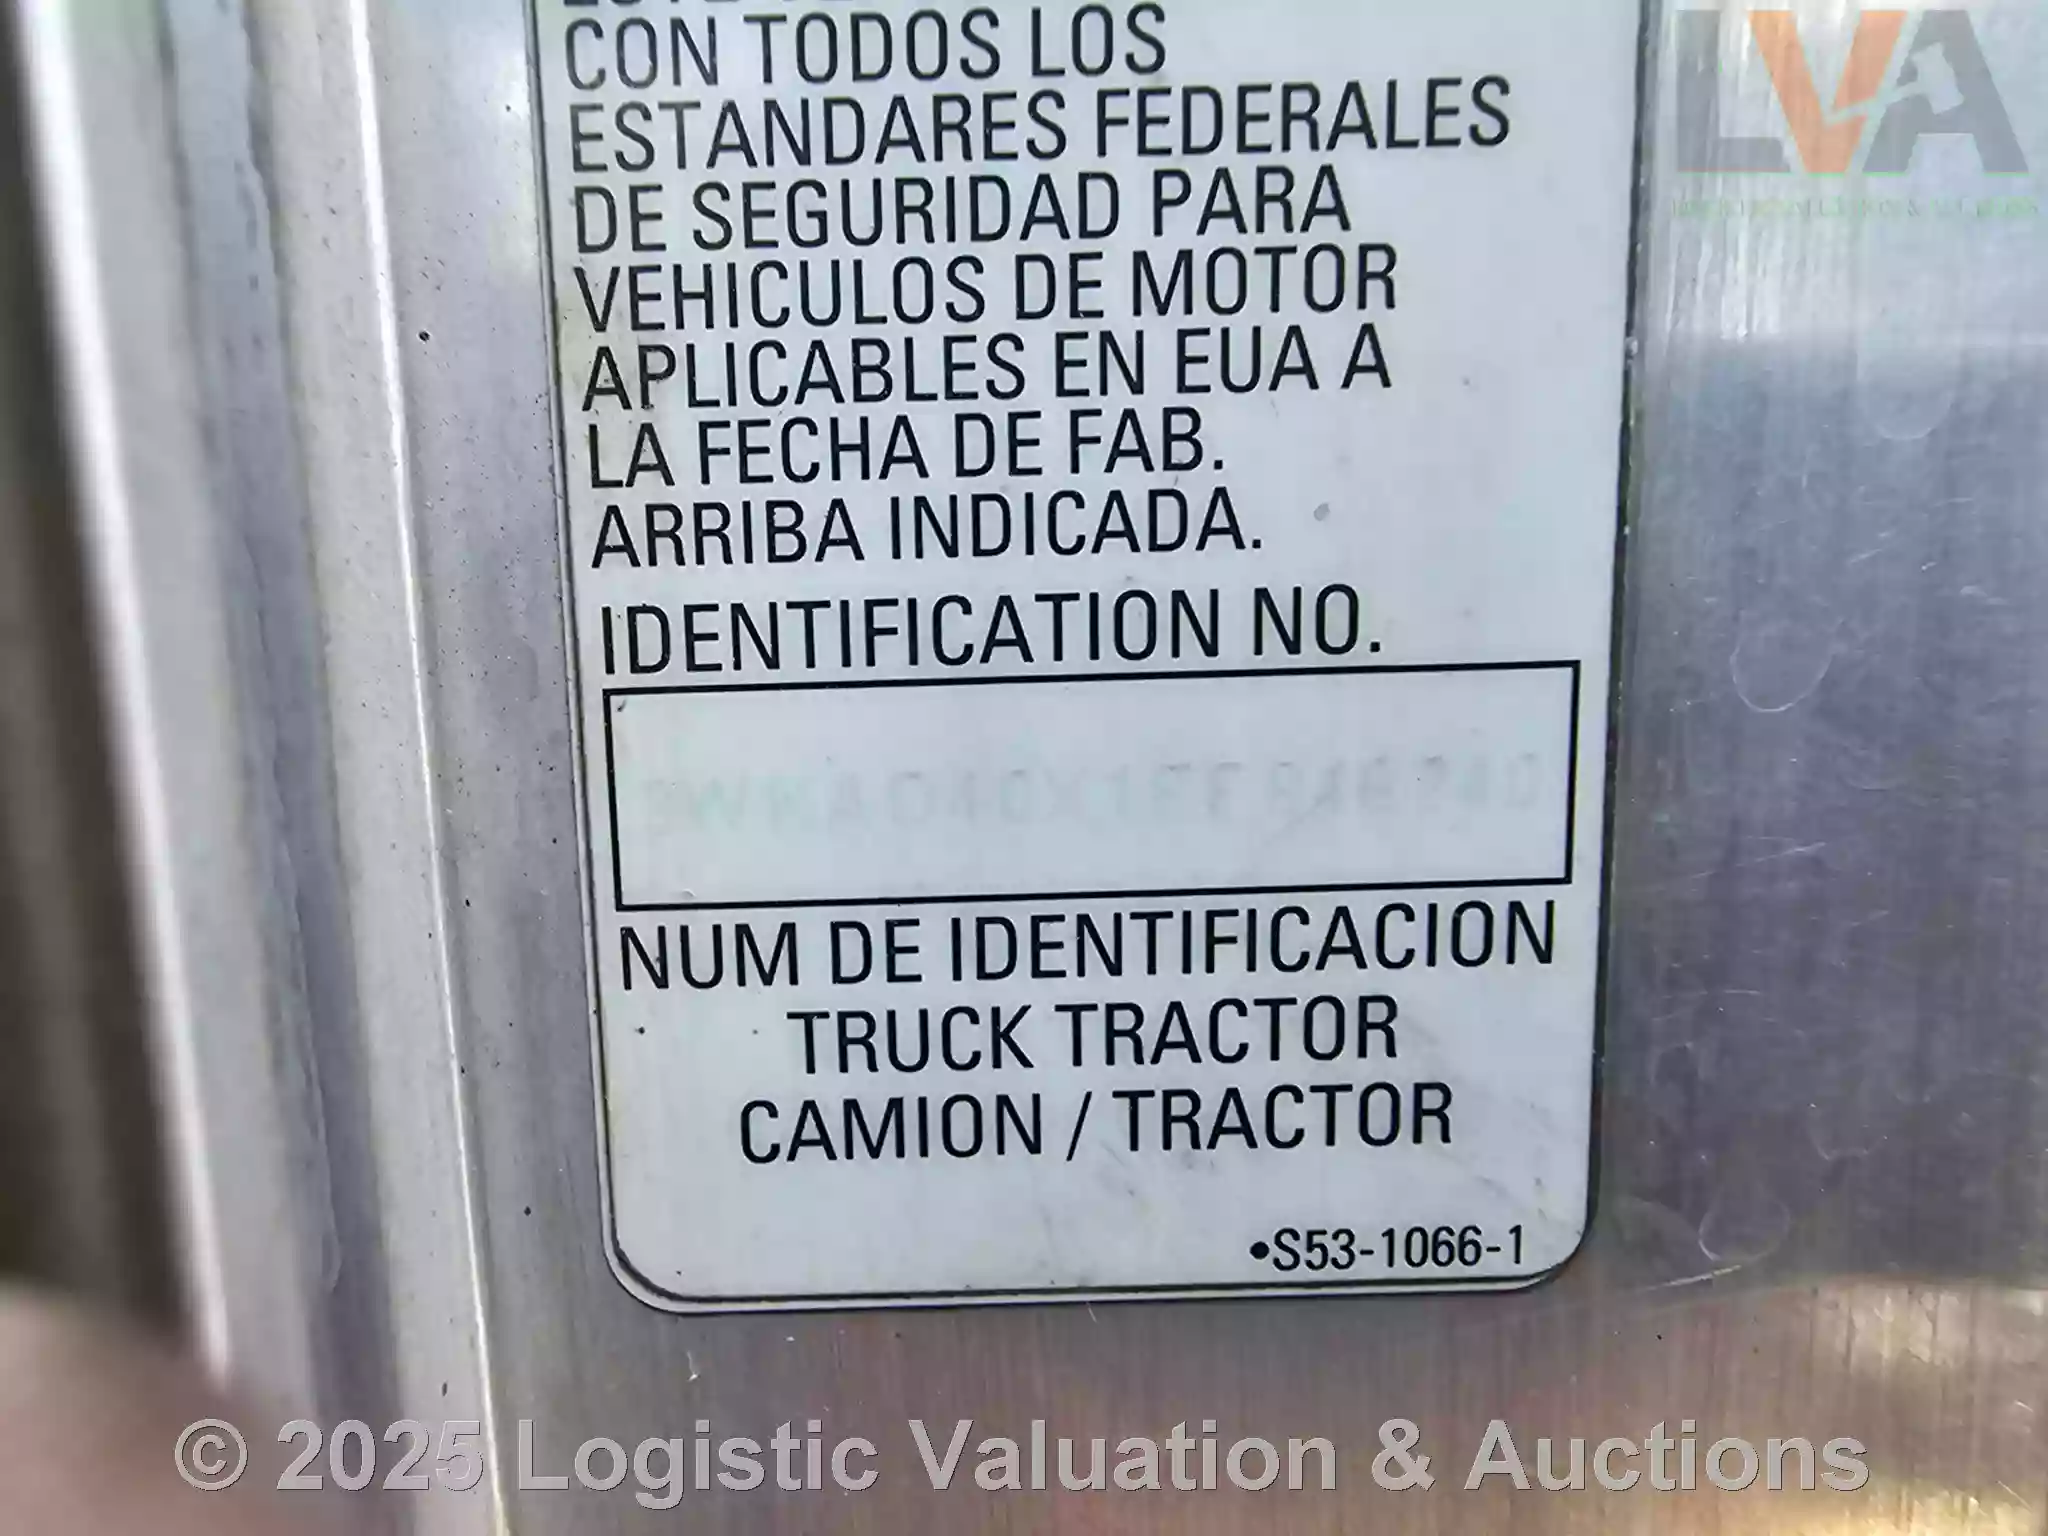 CON TODOS LOS
ESTANDARES FEDERALES
DE SEGURIDAD PARA
VEHICULOS DE MOTOR
APLICABLES EN EUA A
LA FECHA DE FAB.
ARRIBA INDICADA.
IDENTIFICATION NO.
NUM DE IDENTIFICACION
TRUCK TRACTOR
CAMION / TRACTOR
•S53-1066-1
LVA
© 2025 Logistic Valuation & Auctions